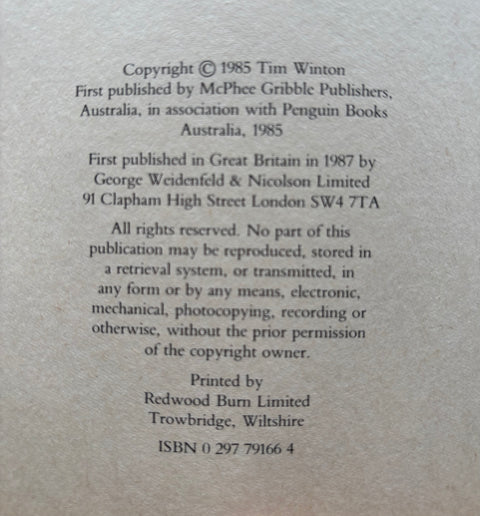 Copyright © 1985 Tim Winton
First published by McPhee Gribble Publishers,
Australia, in association with Penguin Books
Australia, 1985
First published in Great Britain in 1987 by
George Weidenfeld & Nicolson Limited
91 Clapham High Street London SW4 7TA
All rights reserved. No part of this
publication may be reproduced, stored in
a retrieval system, or transmitted, in
any form or by any means, electronic,
mechanical, photocopying, recording or
otherwise, without the prior permission
of the copyright owner.
Printed by
Redwood Burn Limited
Trowbridge, Wiltshire
ISBN 0 297 79166 4